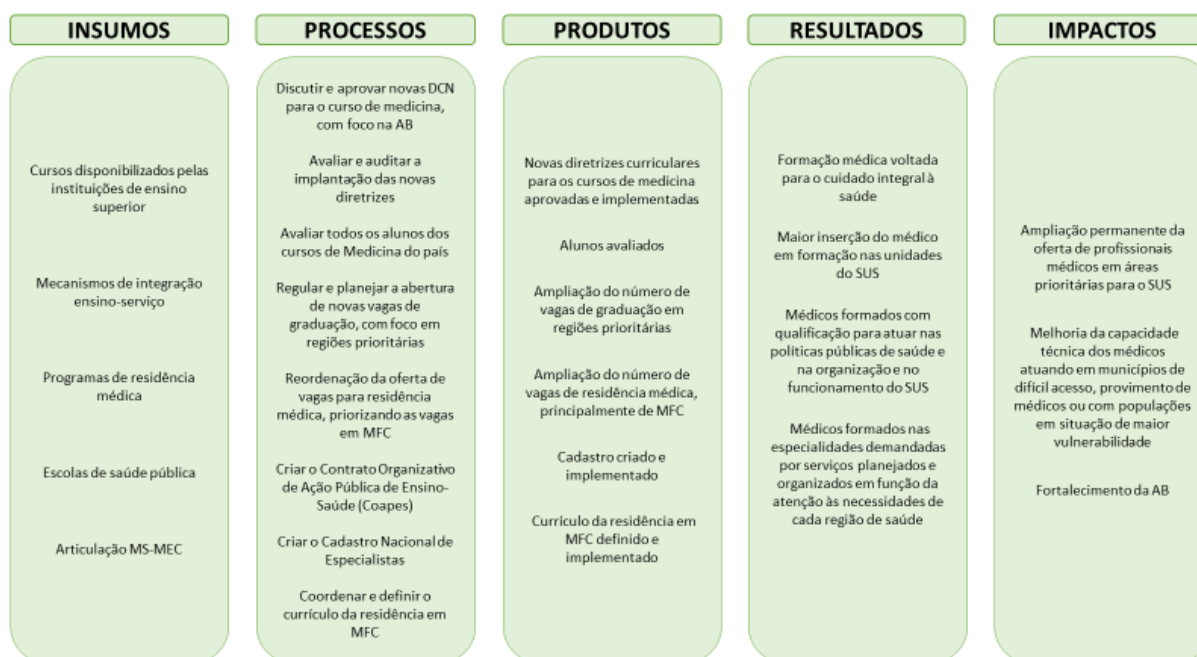 INSUMOS
Cursos disponibilizados pelas
instituições de ensino
superior
Mecanismos de integração
ensino-serviço
Programas de residência
médica
Escolas de saúde pública
Articulação MS-MEC
PROCESSOS
Discutir e aprovar novas DCN
para o curso de medicina,
com foco na AB
Avaliar e auditar a
implantação das novas
diretrizes
Avaliar todos os alunos dos
cursos de Medicina do país
Regular e planejar a abertura
de novas vagas de
graduação, com foco em
regiões prioritárias
Reordenação da oferta de
vagas para residência
médica, priorizando as vagas
em MFC
Criar o Contrato Organizativo
de Ação Pública de Ensino-
Saúde (Coapes)
Criar o Cadastro Nacional de
Especialistas
Coordenar e definir o
currículo da residência em
MFC
PRODUTOS
Novas diretrizes curriculares
para os cursos de medicina
aprovadas e implementadas
Alunos avaliados
Ampliação do número de
vagas de graduação em
regiões prioritárias
Ampliação do número de
vagas de residência médica,
principalmente de MFC
Cadastro criado e
implementado
Currículo da residência em
MFC definido e
implementado
RESULTADOS
Formação médica voltada
para o cuidado integral à
saúde
Maior inserção do médico
em formação nas unidades
do SUS
Médicos formados com
qualificação para atuar nas
políticas públicas de saúde e
na organização e no
funcionamento do SUS
Médicos formados nas
especialidades demandadas
por serviços planejados e
organizados em função da
atenção às necessidades de
cada região de saúde
IMPACTOS
Ampliação permanente da
oferta de profissionais
médicos em áreas
prioritárias para o SUS
Melhoria da capacidade
técnica dos médicos
atuando em municípios de
difícil acesso, provimento de
médicos ou com populações
em situação de maior
vulnerabilidade
Fortalecimento da AB